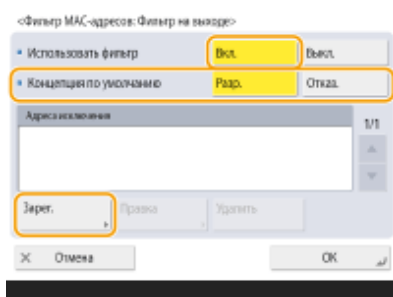 <Фильтр МАС-адресов: Фильтр на выходе>
Использовать фильтр Вкл. Выкл.
Концепция по умолчанию Разр. Отказ.
Адреса исключения
1/1
Зарег. Правка Удалить
Отмена OK